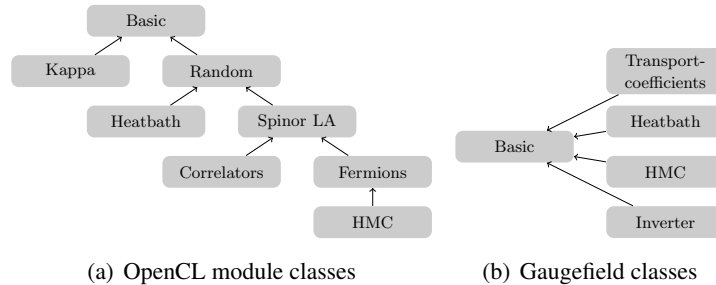 Basic
Kappa
Random
Heatbath
Spinor LA
Correlators
Fermions
HMC
(a) OpenCL module classes
Transport-
coefficients
Heatbath
Basic
HMC
Inverter
(b) Gaugefield classes